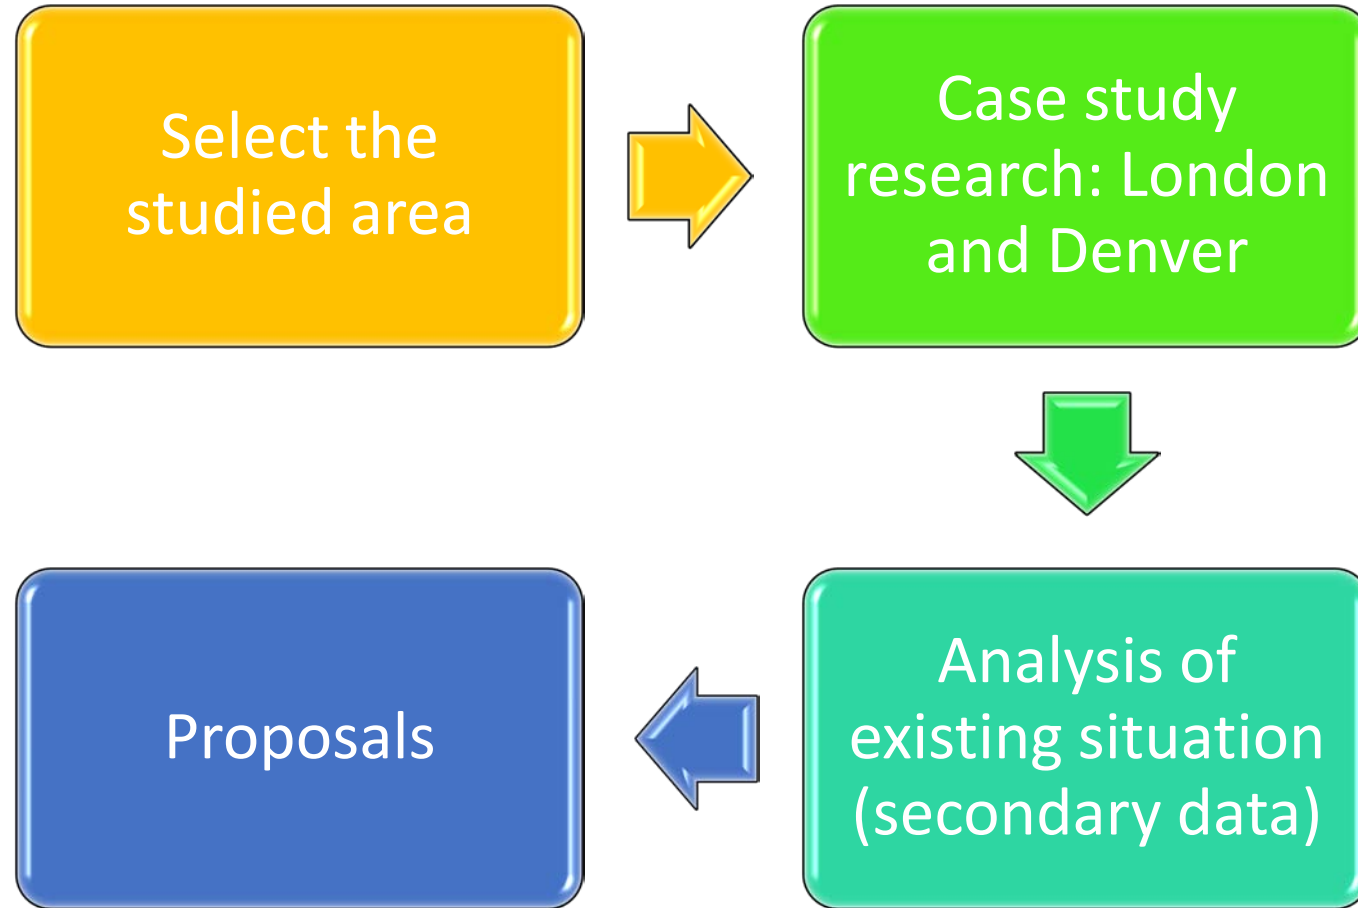 Select the
studied area
Case study
research: London
and Denver
Analysis of
existing situation
(secondary data)
Proposals